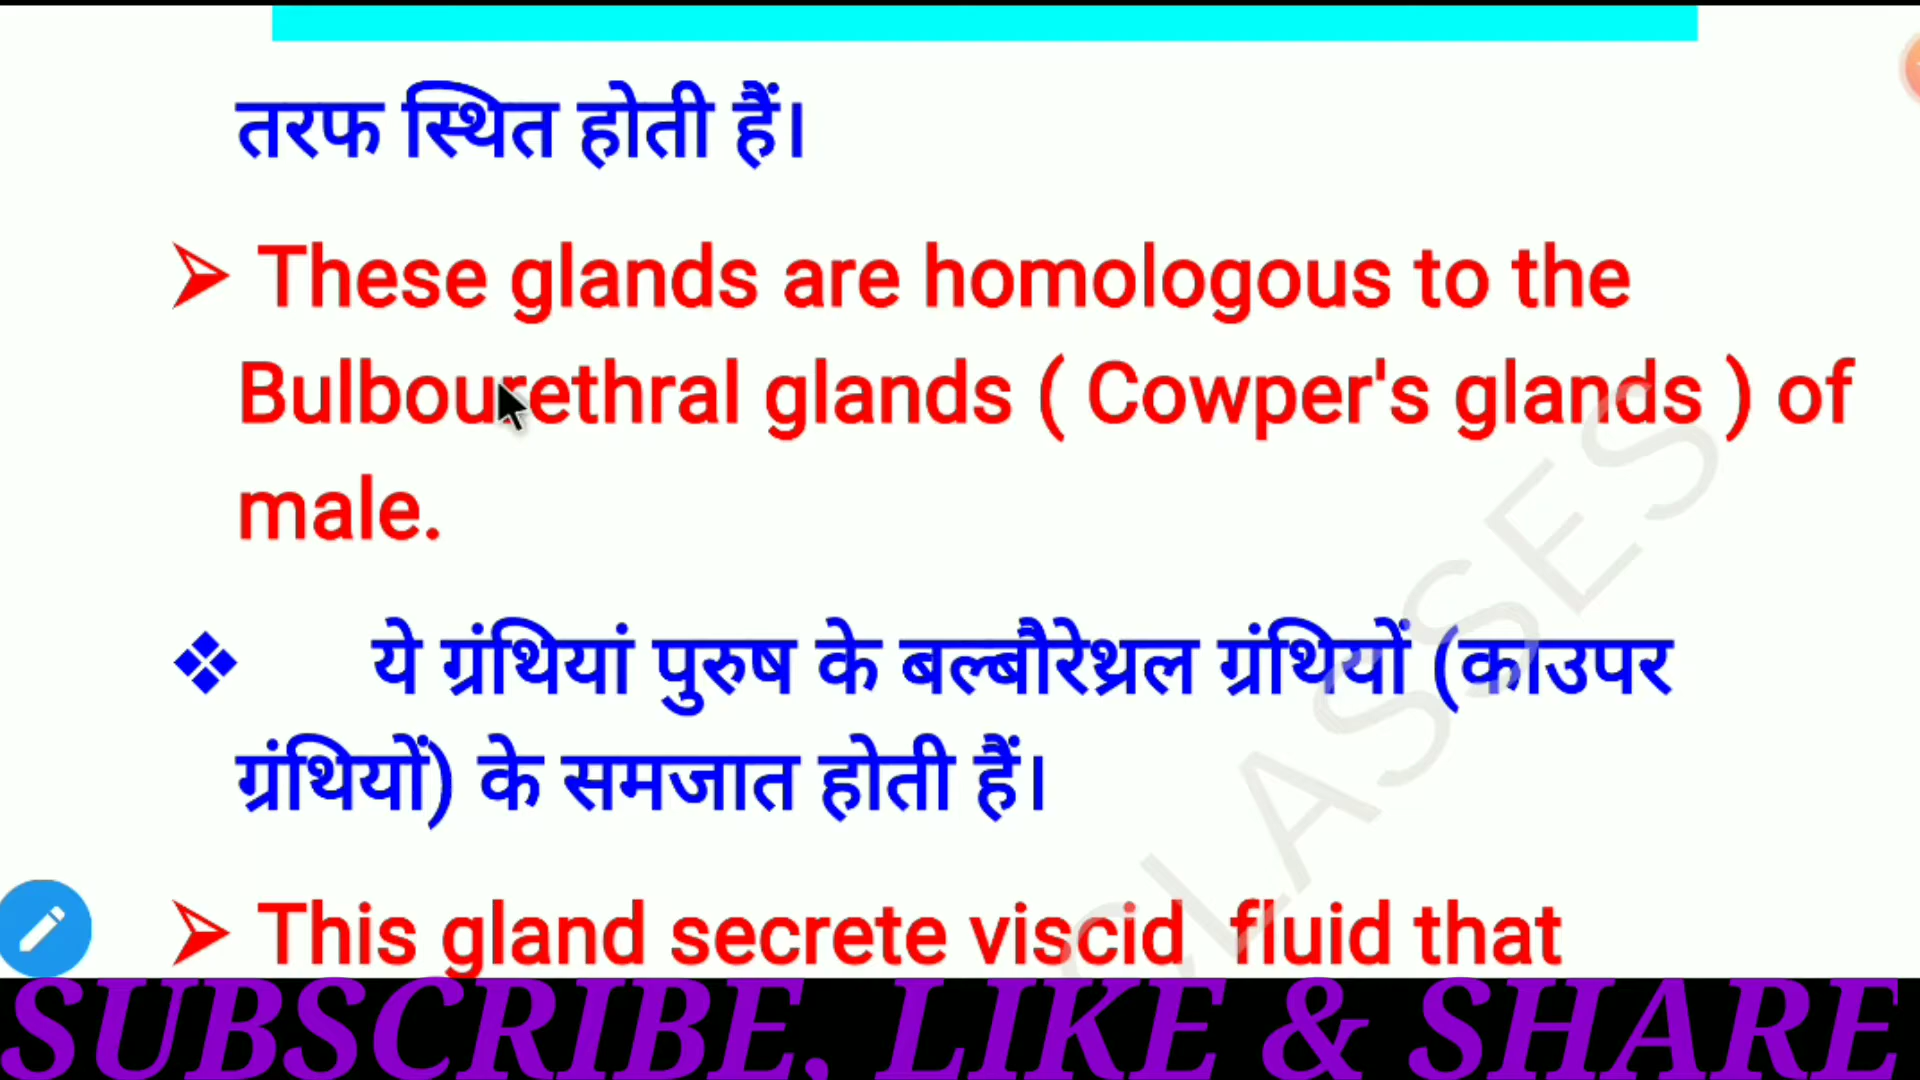 तरफ स्थित होती हैं।
These glands are homologous to the
Bulbourethral glands ( Cowper's glands ) of
male.
ये ग्रंथियां पुरुष के बल्बौरेथ्रल ग्रंथियों (काउपर
ग्रंथियों) के समजात होती हैं।
This gland secrete viscid fluid that
CLASSES
SUBSCRIBE, LIKE & SHARE